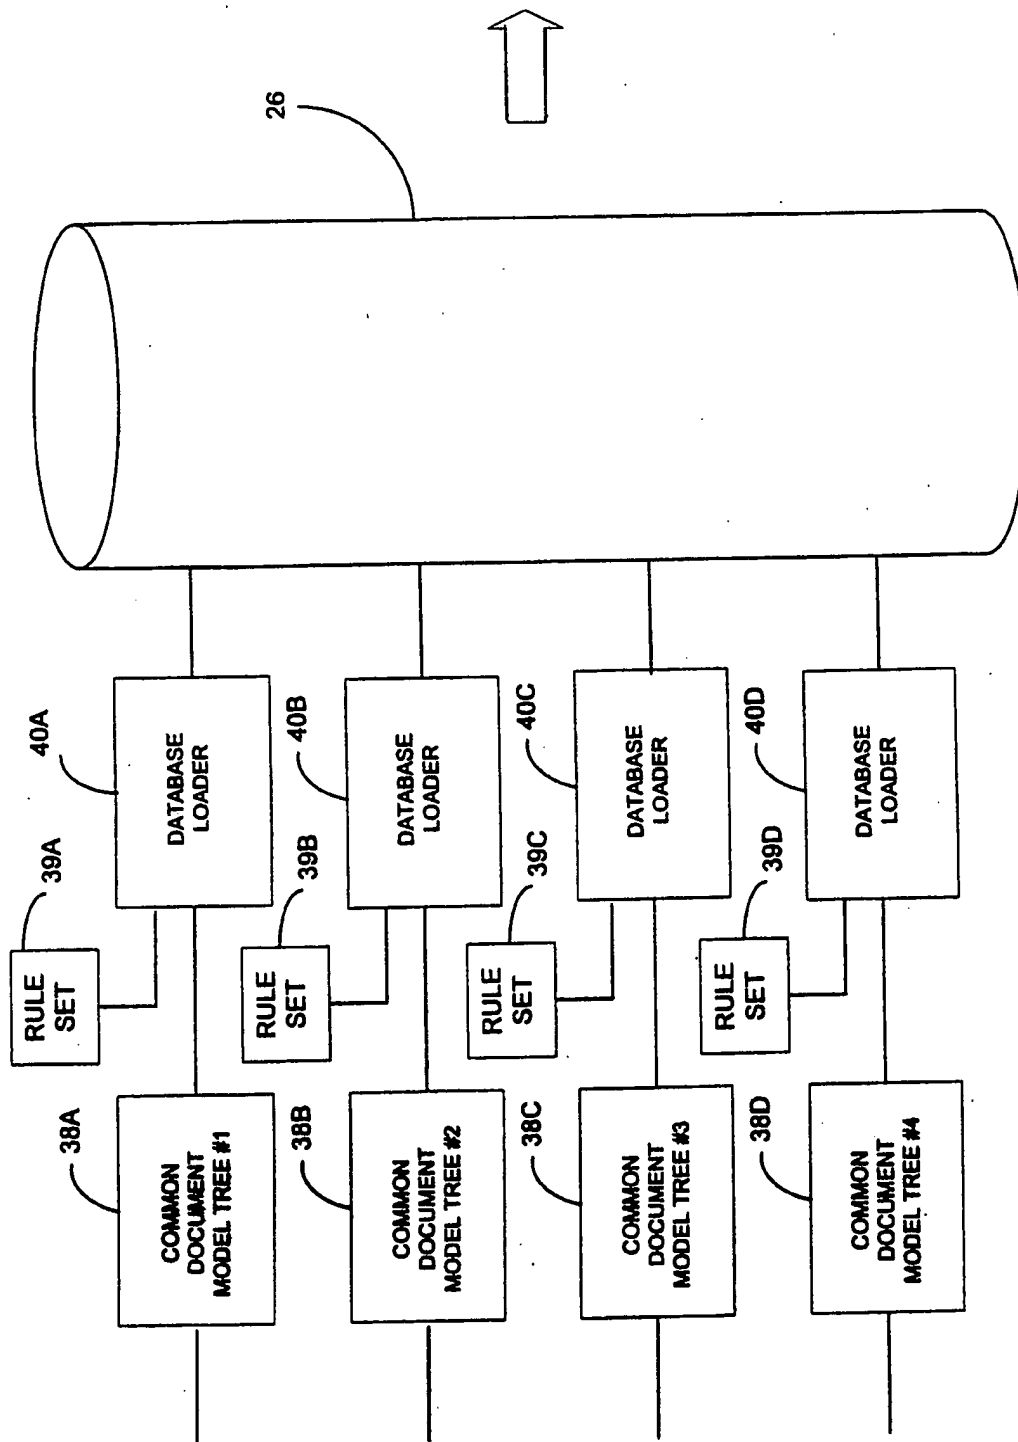 26
40A
DATABASE
LOADER
39A
RULE
SET
38A
COMMON
DOCUMENT
MODEL TREE #1
40B
DATABASE
LOADER
39B
RULE
SET
38B
COMMON
DOCUMENT
MODEL TREE #2
40C
DATABASE
LOADER
39C
RULE
SET
38C
COMMON
DOCUMENT
MODEL TREE #3
40D
DATABASE
LOADER
39D
RULE
SET
38D
COMMON
DOCUMENT
MODEL TREE #4